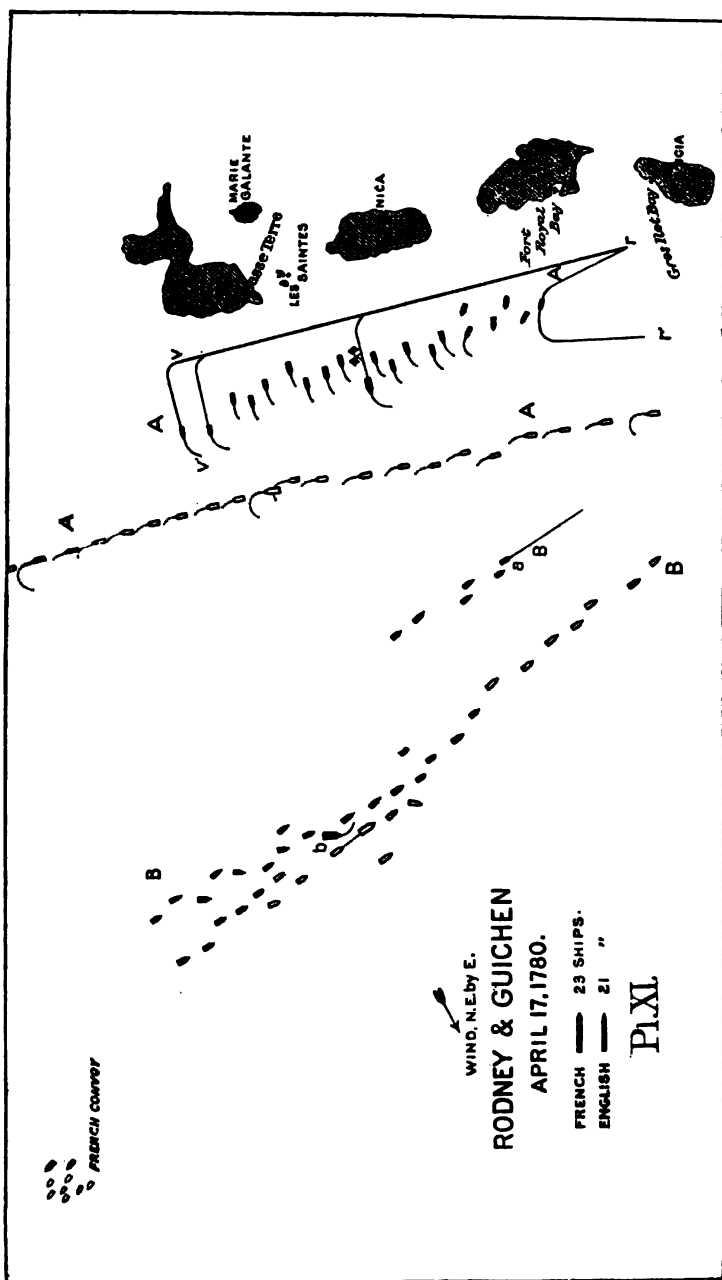 MARIE
GALANTE
LES SAINTES
Fort
Royal
Bay
Gros Ilet Bay
A
r
r'
V
V'
A
A
A
a
B
B
b
B
FRENCH CONVOY
WIND, N.E. by E.
RODNEY & GUICHEN
APRIL 17, 1780.
FRENCH 23 SHIPS.
ENGLISH 21 "
Pl. XI.